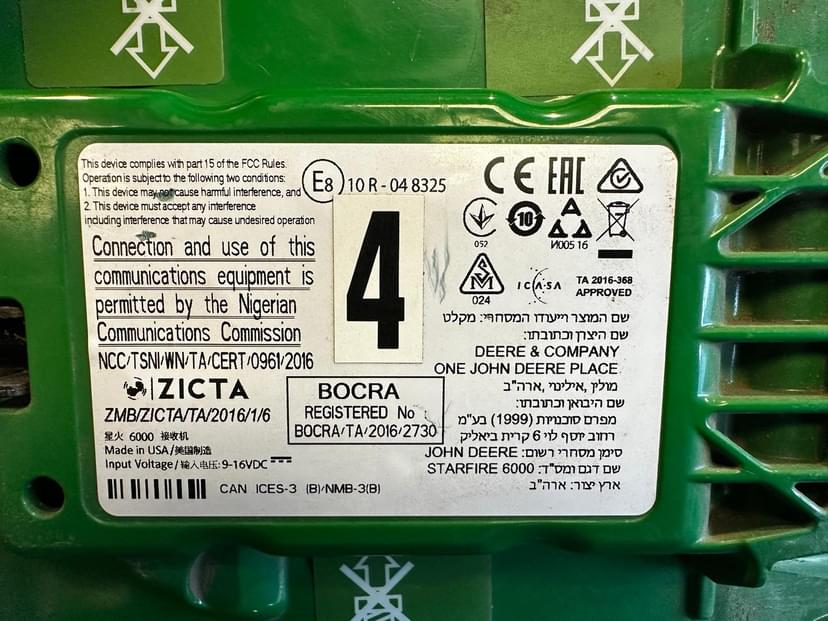 This device complies with part 15 of the FCC Rules.
Operation is subject to the following two conditions:
1. This device may not cause harmful interference, and
2. This device must accept any interference
including interference that may cause undesired operation
E8 10 R - 04 8325
CE EAC
052
10
И005 16
024
ICASA
TA 2016-368
APPROVED
Connection and use of this
communications equipment is
permitted by the Nigerian
Communications Commission
NCC/TSNI/WN/TA/CERT/0961/2016
4
ZICTA
ZMB/ZICTA/TA/2016/1/6
BOCRA
REGISTERED No :
BOCRA/TA/2016/2730
星火 6000 接收机
Made in USA/美国制造
Input Voltage/输入电压: 9-16VDC
CAN ICES-3 (B)/NMB-3(B)
שם המוצר וייעודו המסחרי: מקלט
שם היצרן וכתובתו:
DEERE & COMPANY
ONE JOHN DEERE PLACE
מולין ,אילינוי ,ארה"ב
שם היבואן וכתובתו:
מפרם סוכנויות (1999) בע"מ
רחוב יוסף לוי 6 קרית ביאליק
סימן מסחרי רשום: JOHN DEERE
שם דגם ומס"ד: STARFIRE 6000
ארץ יצור: ארה"ב